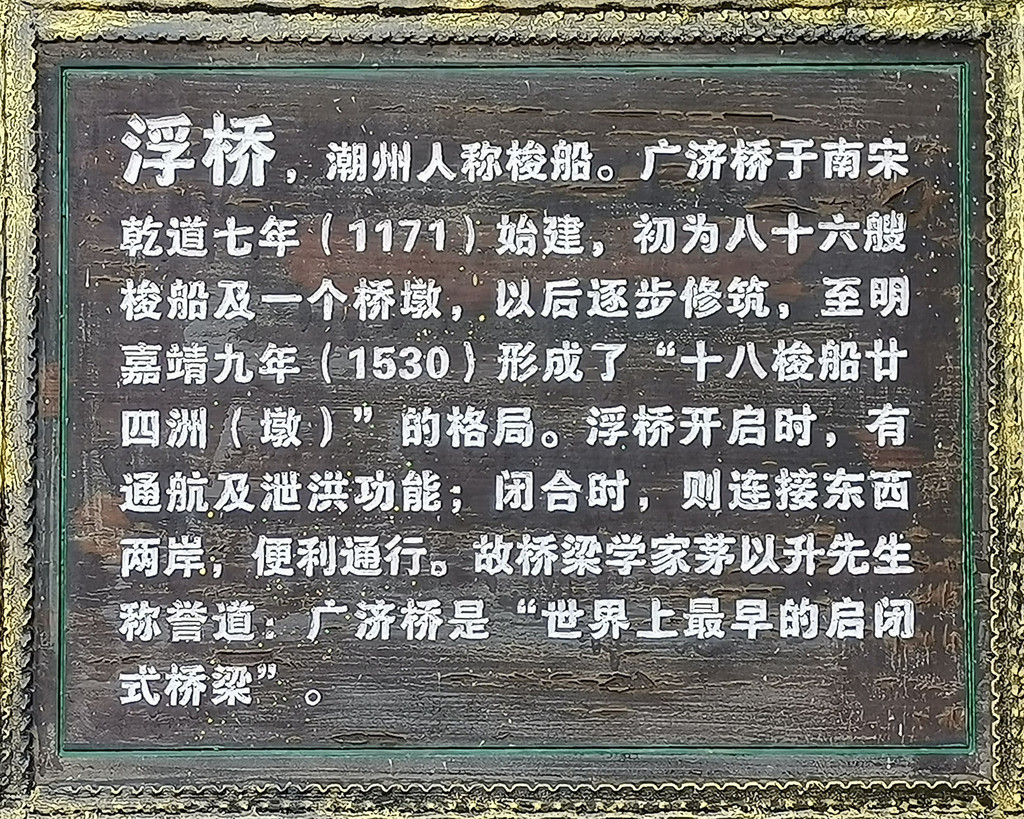 浮桥，潮州人称梭船。广济桥于南宋
乾道七年（1171）始建，初为八十六艘
梭船及一个桥墩，以后逐步修筑，至明
嘉靖九年（1530）形成了“十八梭船廿
四洲（墩）”的格局。浮桥开启时，有
通航及泄洪功能；闭合时，则连接东西
两岸，便利通行。故桥梁学家茅以升先生
称誉道：广济桥是“世界上最早的启闭
式桥梁”。